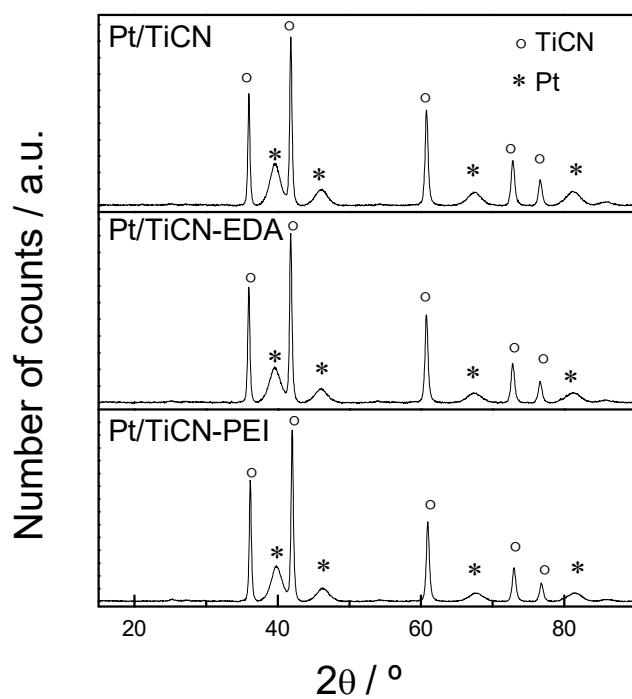 Pt/TiCN
○ TiCN
* Pt
Pt/TiCN-EDA
Pt/TiCN-PEI
Number of counts / a.u.
20 40 60 80
2θ / º